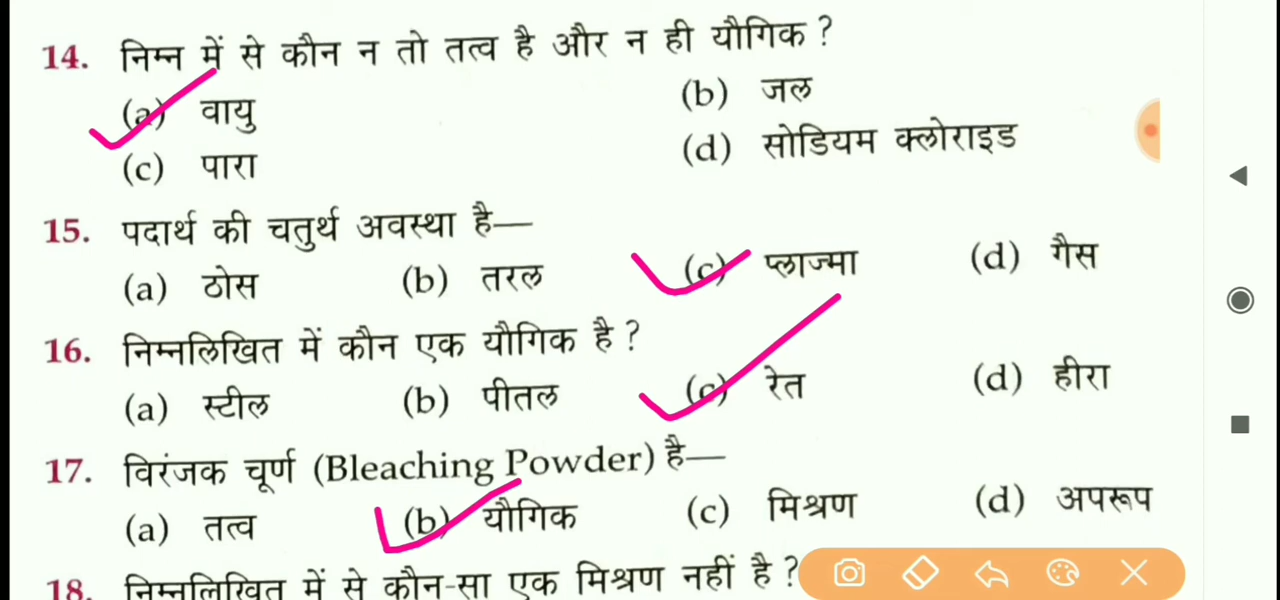 14. निम्न में से कौन न तो तत्व है और न ही यौगिक ?
(a) वायु (b) जल
(c) पारा (d) सोडियम क्लोराइड
15. पदार्थ की चतुर्थ अवस्था है—
(a) ठोस (b) तरल (c) प्लाज्मा (d) गैस
16. निम्नलिखित में कौन एक यौगिक है ?
(a) स्टील (b) पीतल (c) रेत (d) हीरा
17. विरंजक चूर्ण (Bleaching Powder) है—
(a) तत्व (b) यौगिक (c) मिश्रण (d) अपरूप
18. निम्नलिखित में से कौन-सा एक मिश्रण नहीं है ?